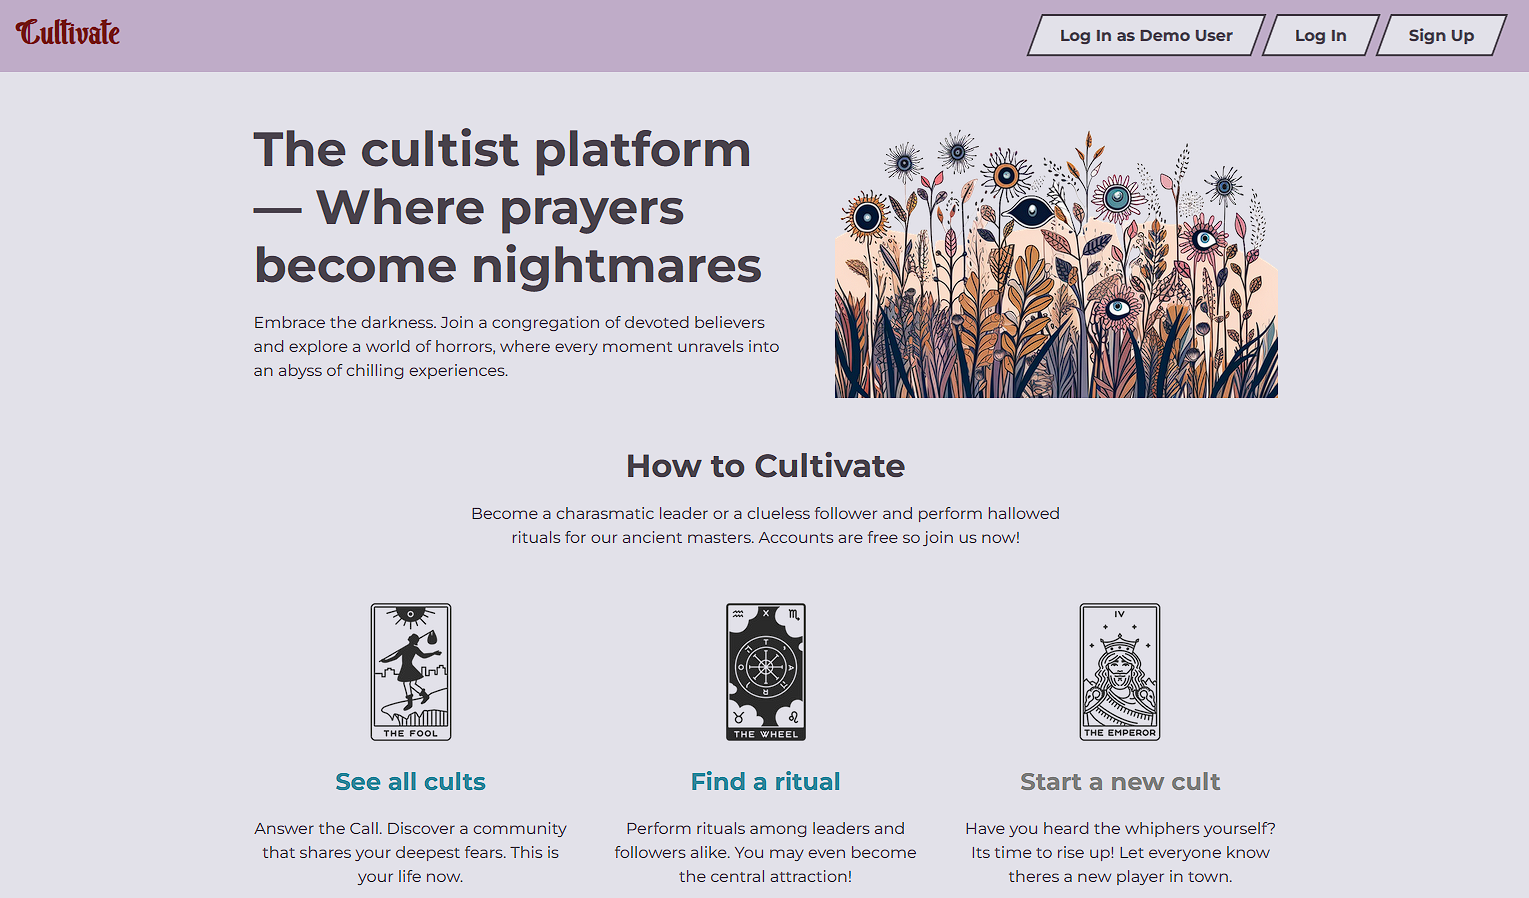 Cultivate
Log In as Demo User
Log In
Sign Up
The cultist platform
— Where prayers
become nightmares
Embrace the darkness. Join a congregation of devoted believers
and explore a world of horrors, where every moment unravels into
an abyss of chilling experiences.
How to Cultivate
Become a charasmatic leader or a clueless follower and perform hallowed
rituals for our ancient masters. Accounts are free so join us now!
THE FOOL
X
THE WHEEL
IV
THE EMPEROR
See all cults
Find a ritual
Start a new cult
Answer the Call. Discover a community
that shares your deepest fears. This is
your life now.
Perform rituals among leaders and
followers alike. You may even become
the central attraction!
Have you heard the whiphers yourself?
Its time to rise up! Let everyone know
theres a new player in town.